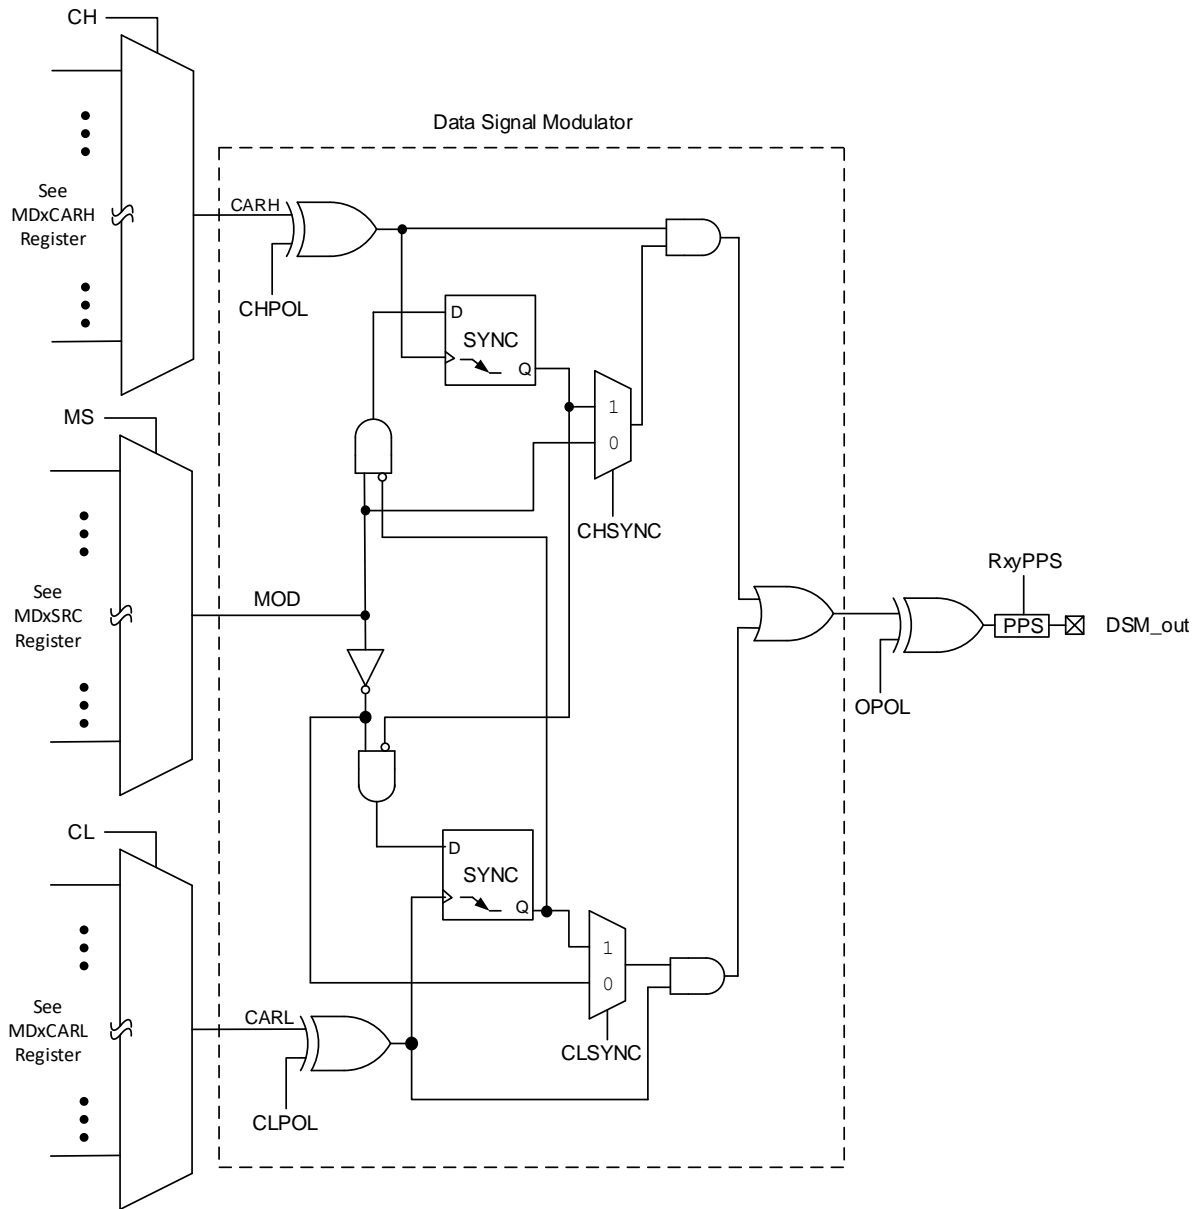 CH
Data Signal Modulator
See
MDxCARH
Register
CARH
CHPOL
D
SYNC
Q
1
0
CHSYNC
MS
See
MDxSRC
Register
MOD
RxyPPS
PPS
DSM_out
OPOL
CL
D
SYNC
Q
1
0
CLSYNC
See
MDxCARL
Register
CARL
CLPOL